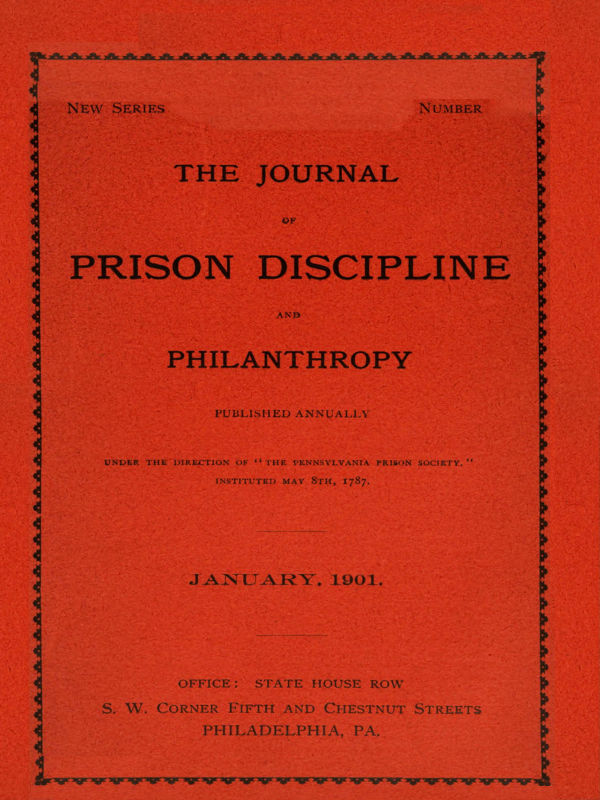 New Series Number
THE JOURNAL
OF
PRISON DISCIPLINE
AND
PHILANTHROPY
PUBLISHED ANNUALLY
UNDER THE DIRECTION OF "THE PENNSYLVANIA PRISON SOCIETY,"
INSTITUTED MAY 8TH, 1787.
JANUARY, 1901.
OFFICE: STATE HOUSE ROW
S. W. CORNER FIFTH AND CHESTNUT STREETS
PHILADELPHIA, PA.